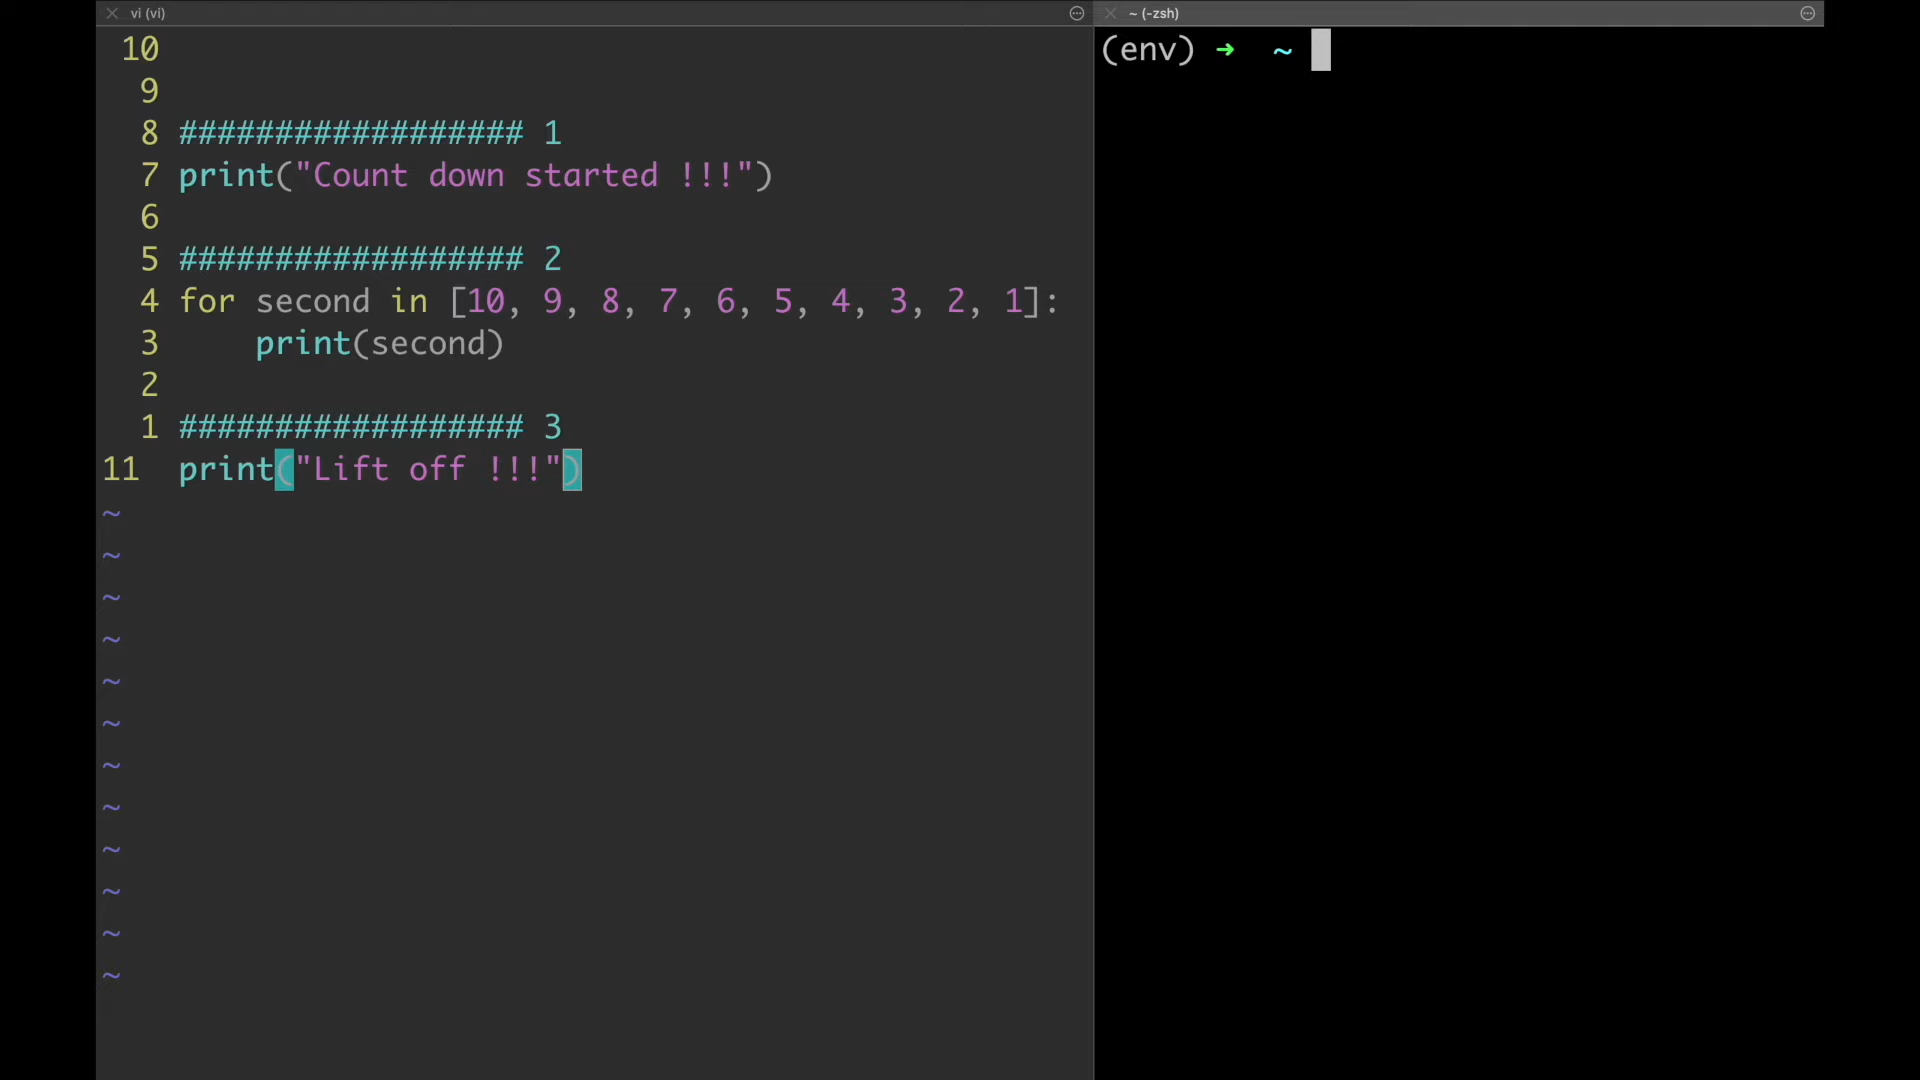 vi (vi)
~ (-zsh)
10
9
8 ################## 1
7 print("Count down started !!!")
6
5 ################## 2
4 for second in [10, 9, 8, 7, 6, 5, 4, 3, 2, 1]:
3     print(second)
2
1 ################## 3
11 print("Lift off !!!")
~
~
~
~
~
~
~
~
~
~
~
~
(env) ➜ ~